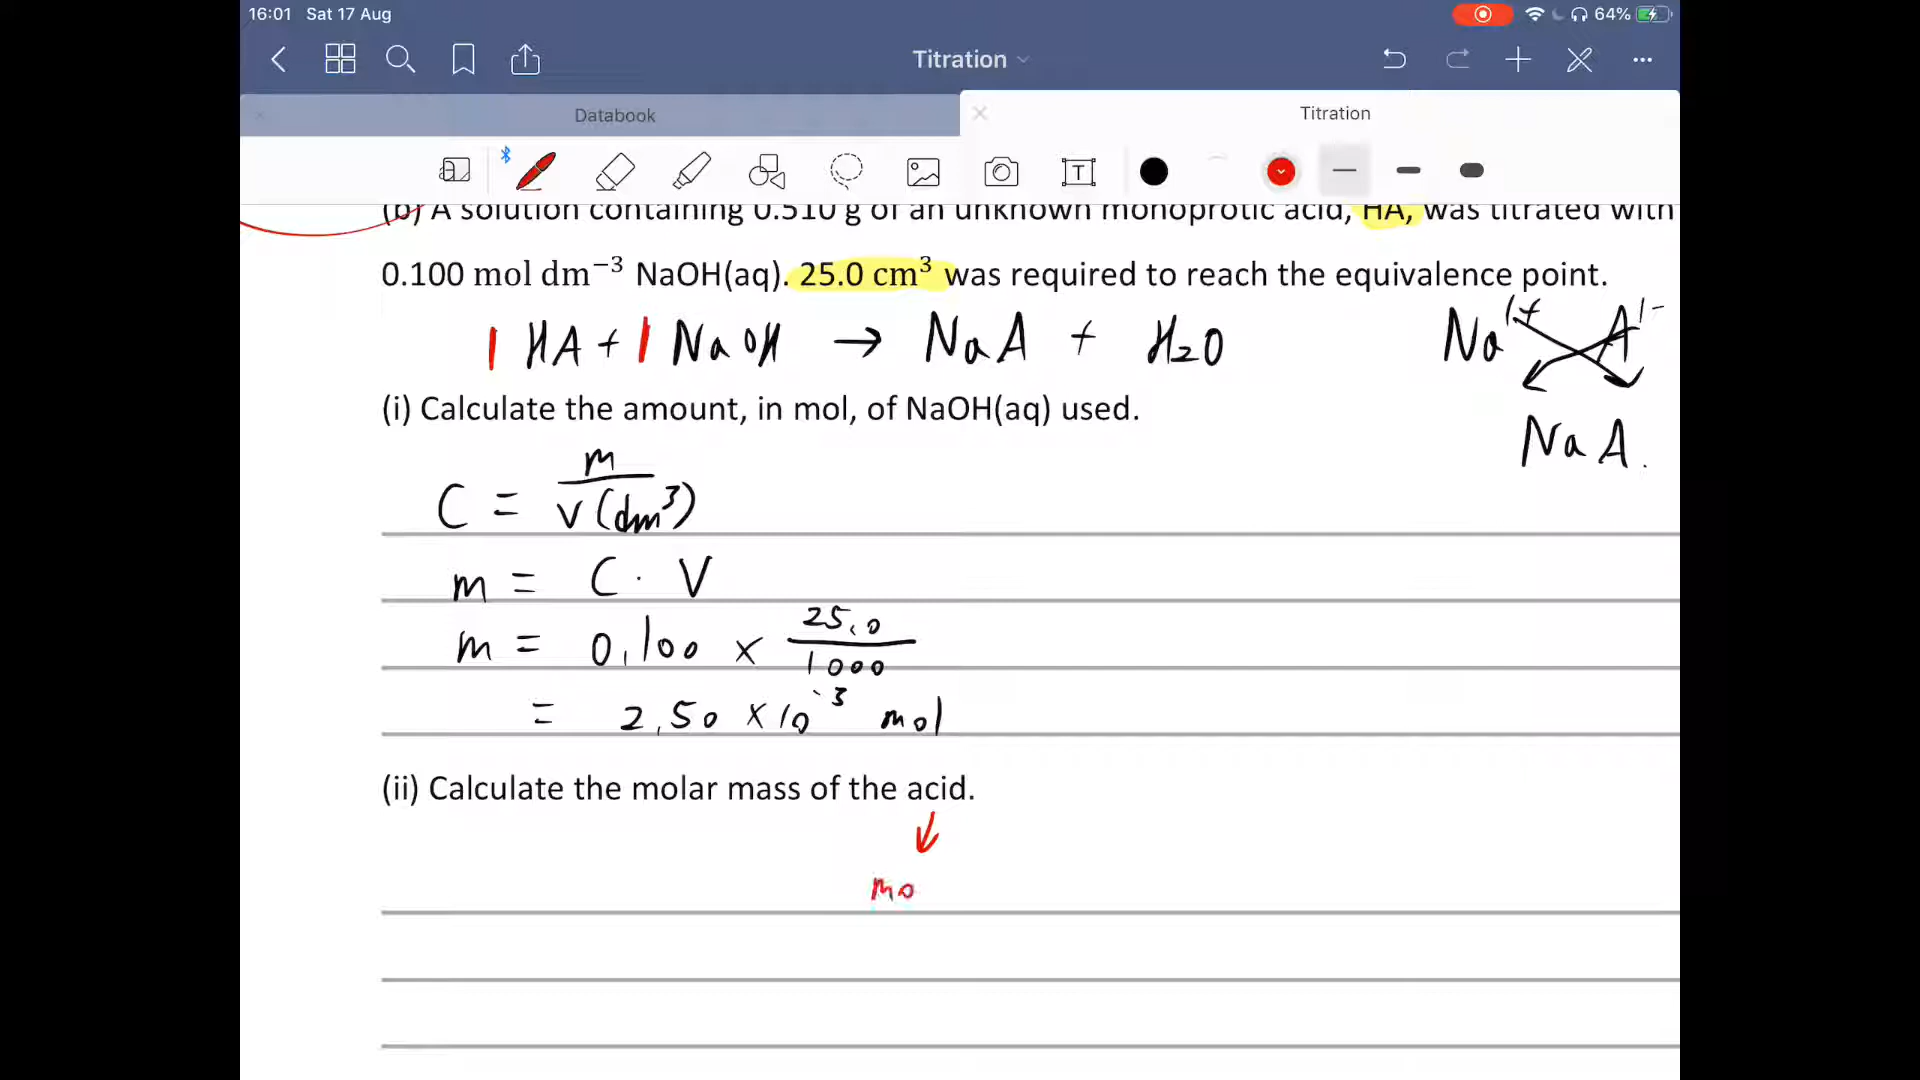 16:01 Sat 17 Aug 64%
Titration
Databook
Titration
T
(b) A solution containing 0.510 g of an unknown monoprotic acid, HA, was titrated with
0.100 mol dm⁻³ NaOH(aq). 25.0 cm³ was required to reach the equivalence point.
1 HA + 1 NaOH → NaA + H2O
Na¹⁺ A¹⁻
NaA.
(i) Calculate the amount, in mol, of NaOH(aq) used.
C = m / V (dm³)
m = C · V
m = 0.100 × 25.0 / 1000
= 2.50 × 10⁻³ mol
(ii) Calculate the molar mass of the acid.
mo